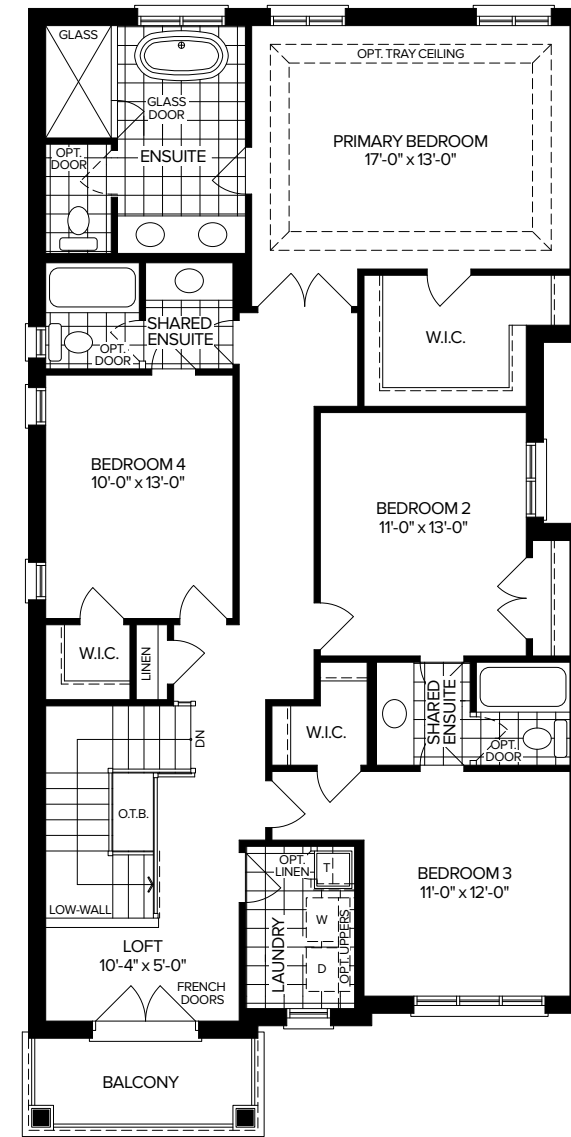 GLASS
OPT. TRAY CEILING
GLASS
DOOR
PRIMARY BEDROOM
17'-0" x 13'-0"
OPT.
DOOR
ENSUITE
SHARED
ENSUITE
OPT.
DOOR
W.I.C.
BEDROOM 4
10'-0" x 13'-0"
BEDROOM 2
11'-0" x 13'-0"
W.I.C.
LINEN
SHARED
ENSUITE
OPT.
DOOR
W.I.C.
DN
O.T.B.
OPT.
LINEN
T
BEDROOM 3
11'-0" x 12'-0"
LOW-WALL
LAUNDRY
W
D
OPT. UPPERS
LOFT
10'-4" x 5'-0"
FRENCH
DOORS
BALCONY